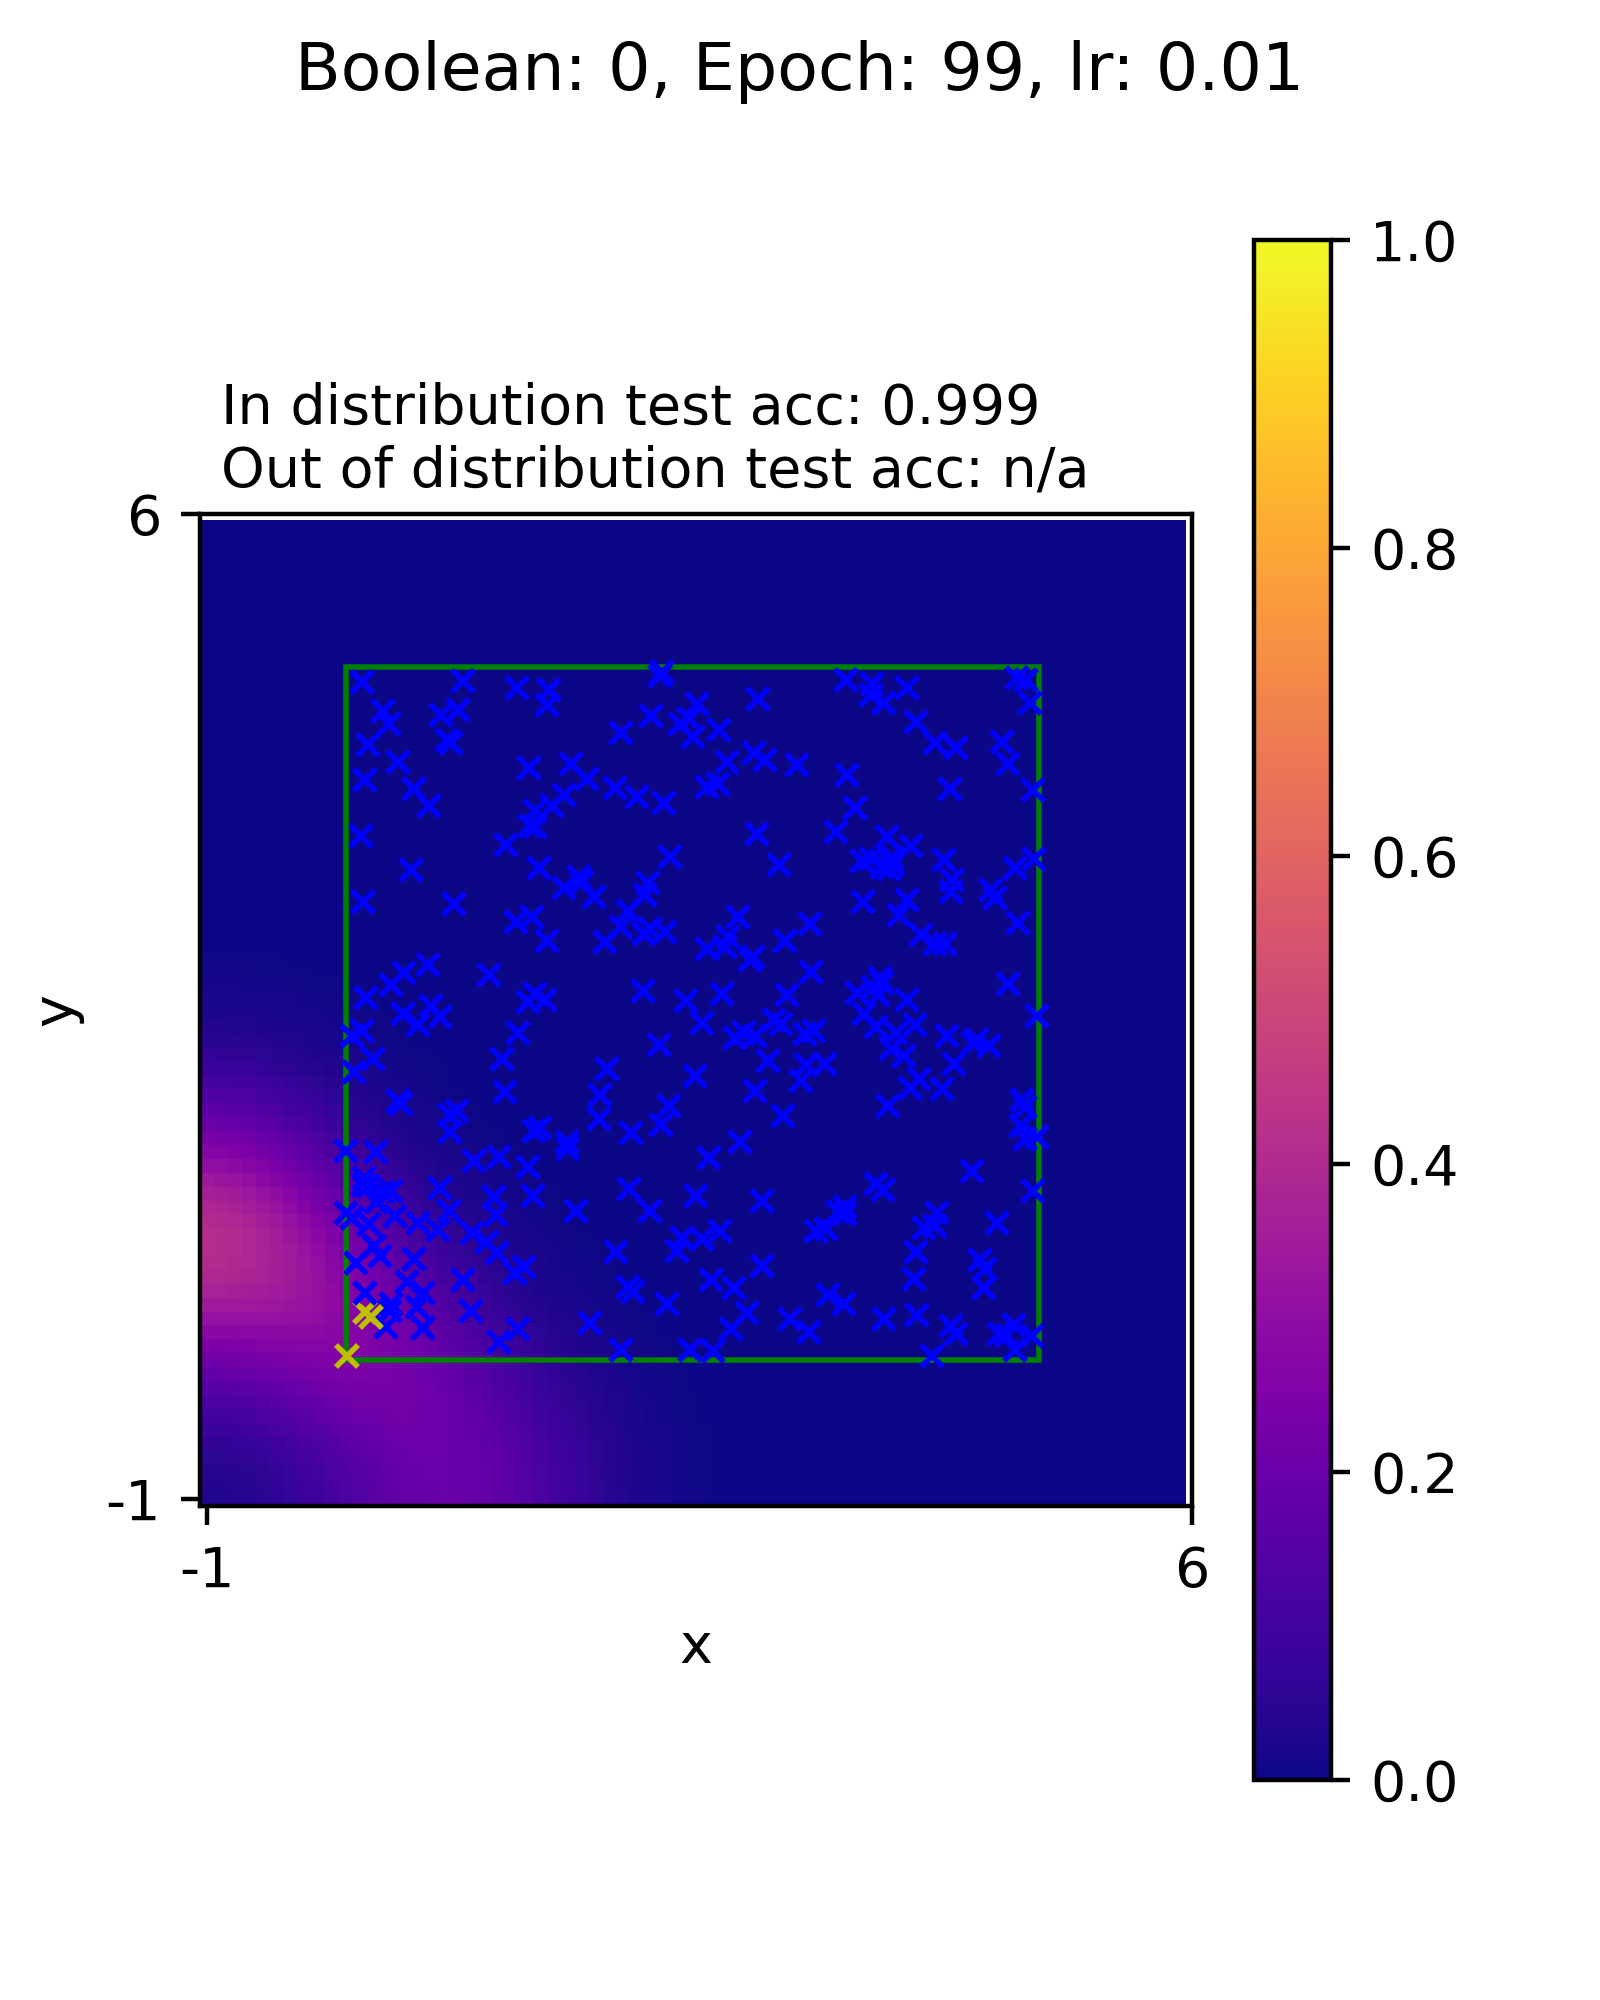 Boolean: 0, Epoch: 99, lr: 0.01
In distribution test acc: 0.999
Out of distribution test acc: n/a
6
y
-1
-1
6
x
1.0
0.8
0.6
0.4
0.2
0.0